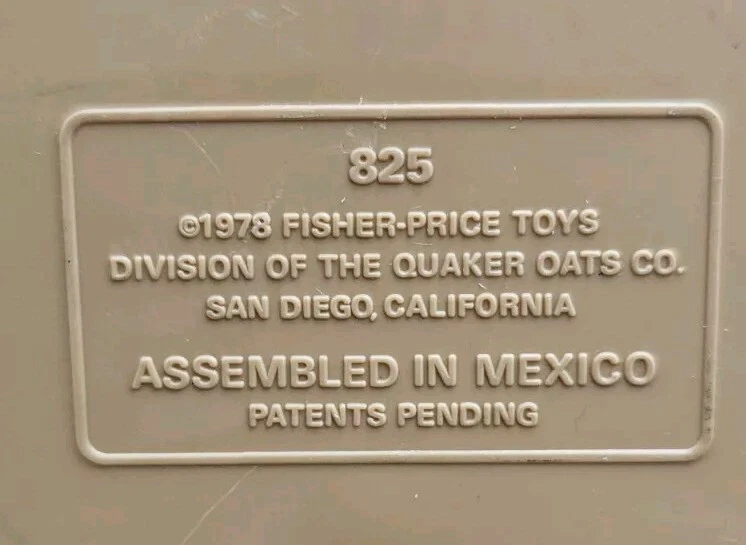 825
©1978 FISHER-PRICE TOYS
DIVISION OF THE QUAKER OATS CO.
SAN DIEGO, CALIFORNIA
ASSEMBLED IN MEXICO
PATENTS PENDING